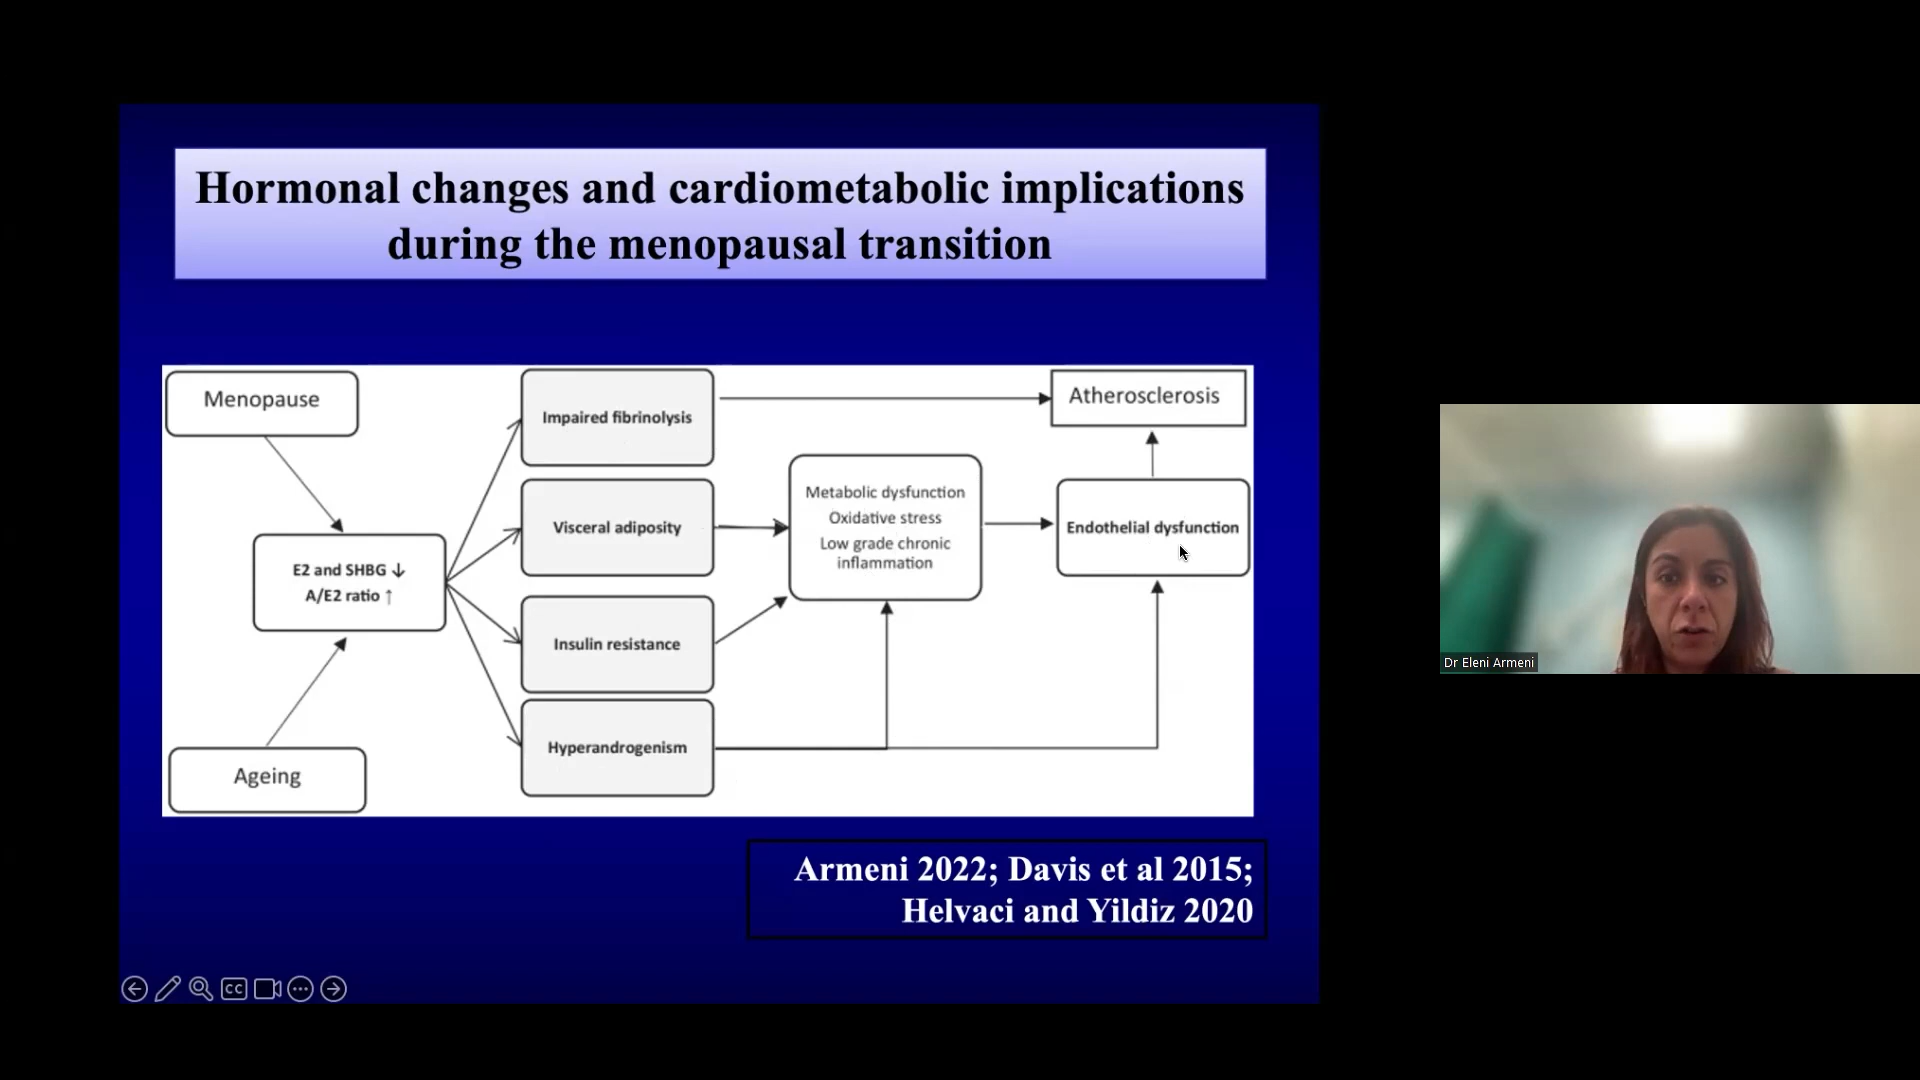 Hormonal changes and cardiometabolic implications
during the menopausal transition
Menopause
E2 and SHBG ↓
A/E2 ratio ↑
Ageing
Impaired fibrinolysis
Visceral adiposity
Insulin resistance
Hyperandrogenism
Metabolic dysfunction
Oxidative stress
Low grade chronic
inflammation
Atherosclerosis
Endothelial dysfunction
Armeni 2022; Davis et al 2015;
Helvaci and Yildiz 2020
CC
Dr Eleni Armeni